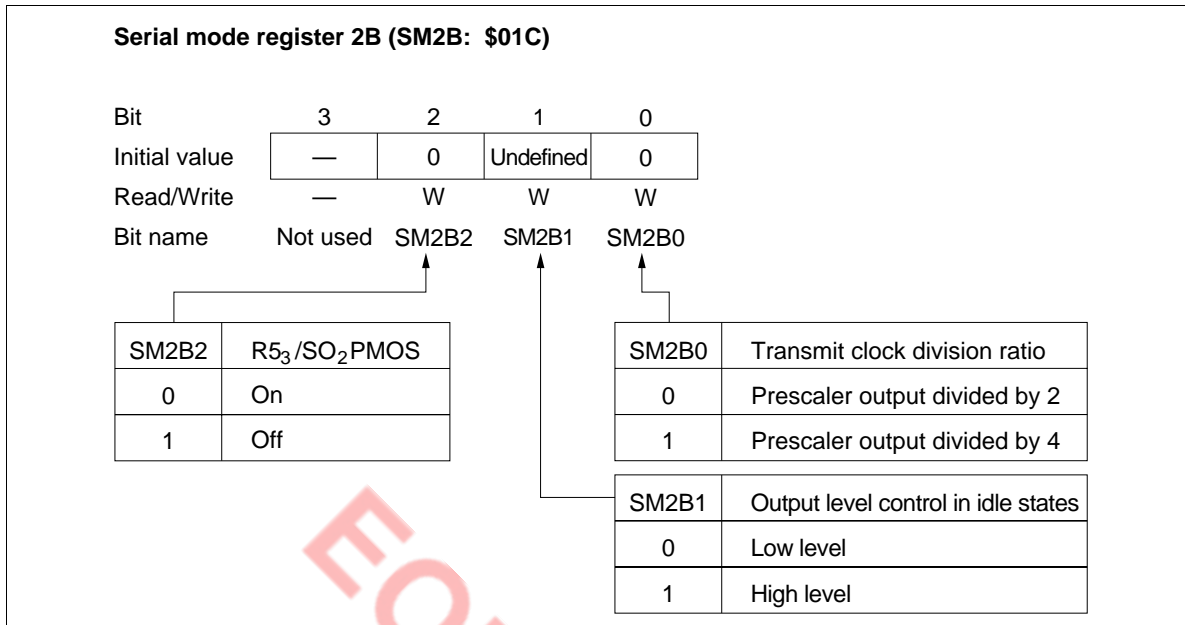 Serial mode register 2B (SM2B: $01C)
Bit 3 2 1 0
Initial value — 0 Undefined 0
Read/Write — W W W
Bit name Not used SM2B2 SM2B1 SM2B0
SM2B2 R5₃/SO₂PMOS
0 On
1 Off
SM2B0 Transmit clock division ratio
0 Prescaler output divided by 2
1 Prescaler output divided by 4
SM2B1 Output level control in idle states
0 Low level
1 High level